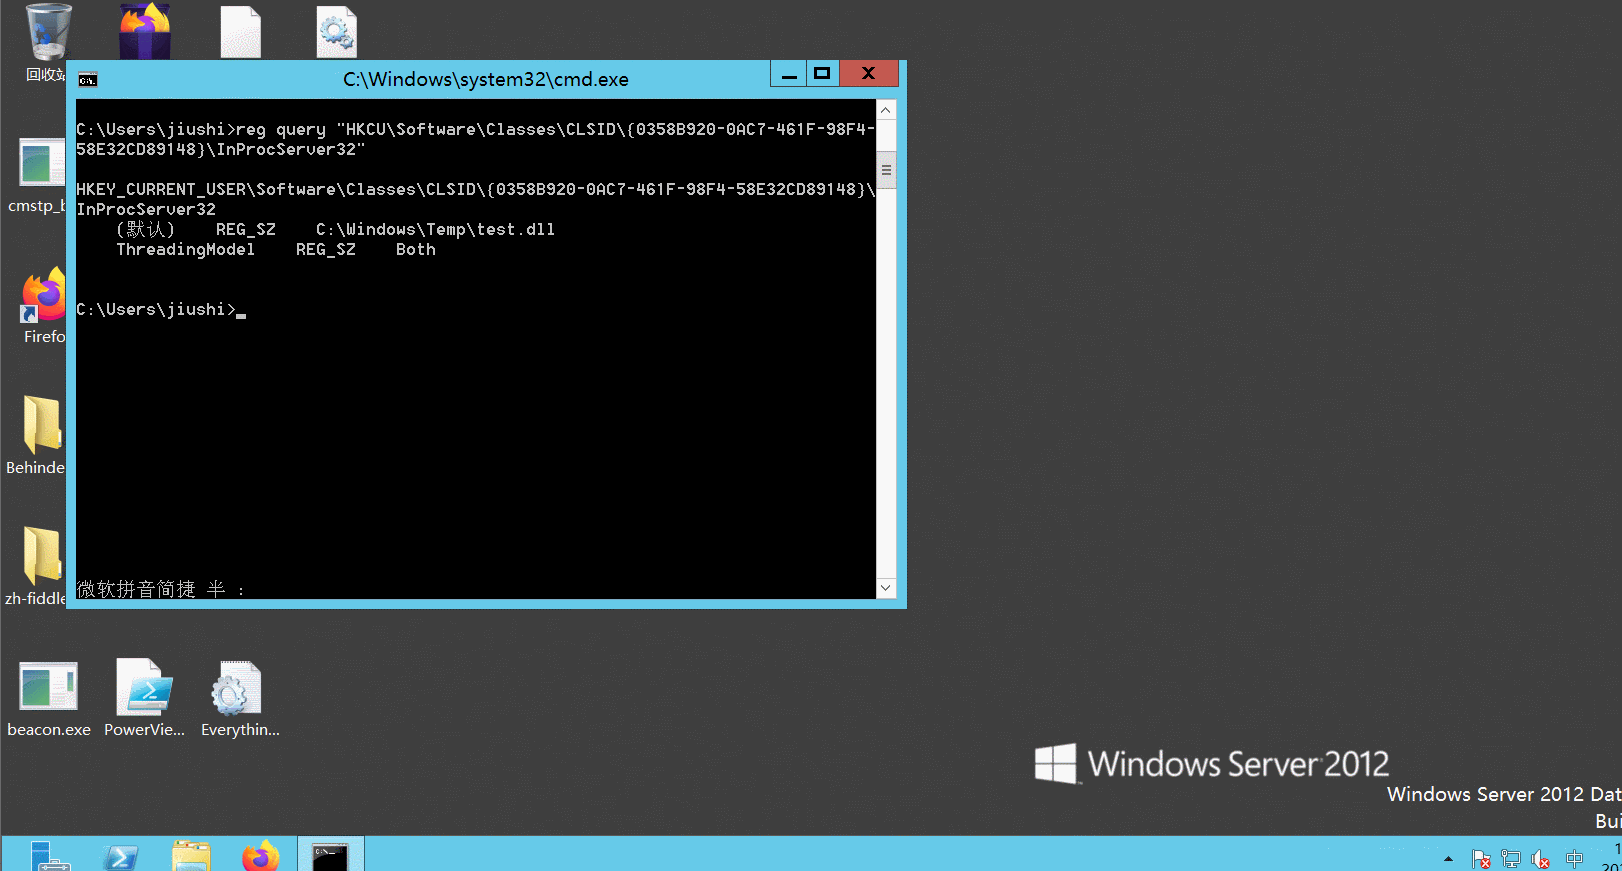 回收站
C:\Windows\system32\cmd.exe
C:\Users\jiushi>reg query "HKCU\Software\Classes\CLSID\{0358B920-0AC7-461F-98F4-
58E32CD89148}\InProcServer32"
HKEY_CURRENT_USER\Software\Classes\CLSID\{0358B920-0AC7-461F-98F4-58E32CD89148}\
InProcServer32
(默认) REG_SZ C:\Windows\Temp\test.dll
ThreadingModel REG_SZ Both
C:\Users\jiushi>
微软拼音简捷 半 :
cmstp_b
Firefo
Behinde
zh-fiddle
beacon.exe
PowerVie...
Everythin...
Windows Server 2012
Windows Server 2012 Dat
Bui
中